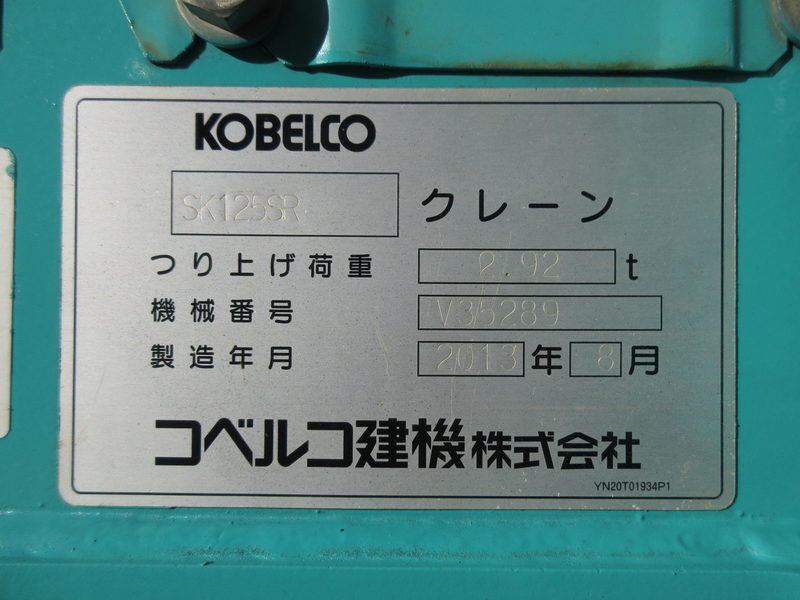 KOBELCO
SK125SR クレーン
つり上げ荷重 2.92 t
機械番号 V35289
製造年月 2013 年 8 月
コベルコ建機株式会社
YN20T01934P1